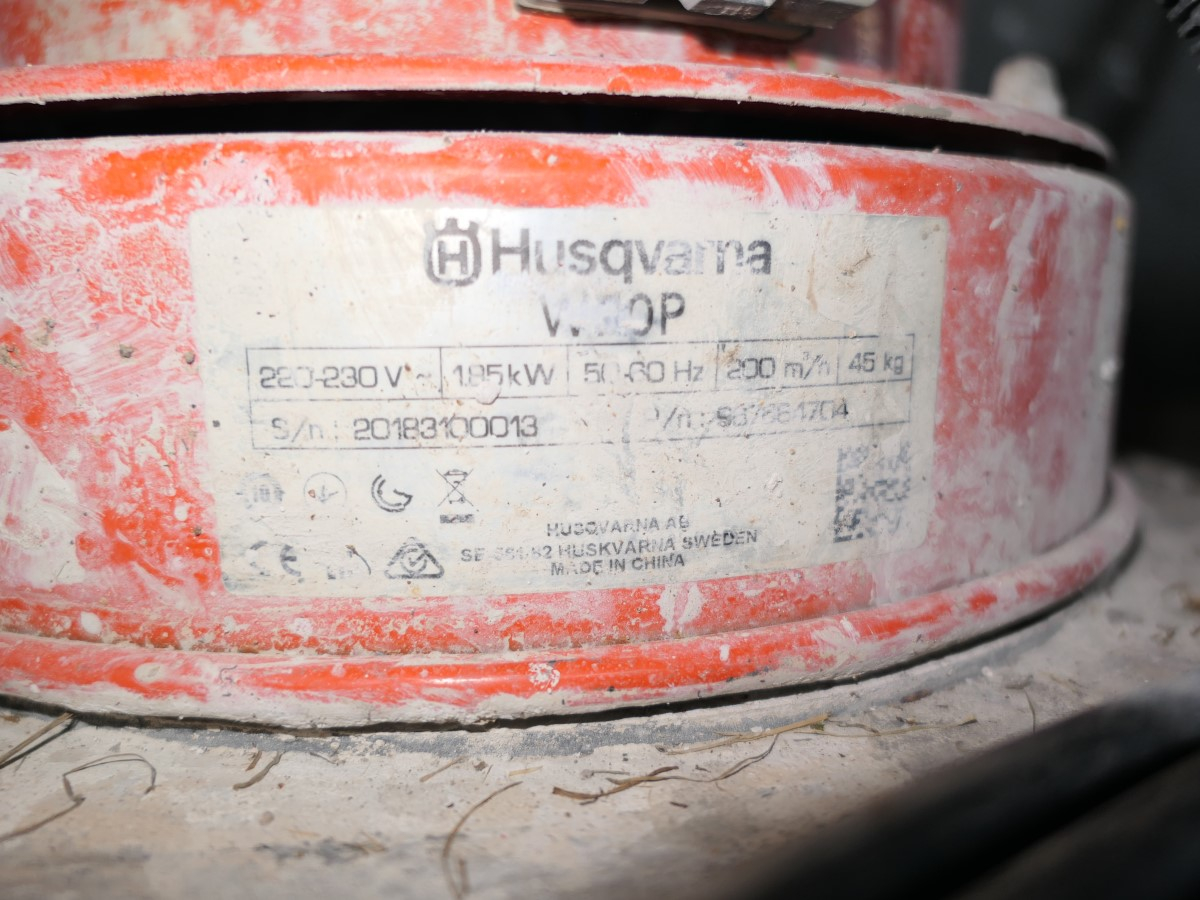 Husqvarna
220-230 V ~ 1.85 kW 50-60 Hz 200 m³/h 45 kg
S/n.: 20183100013 P/n.:
CE
HUSQVARNA AB
HUSKVARNA SWEDEN
MADE IN CHINA